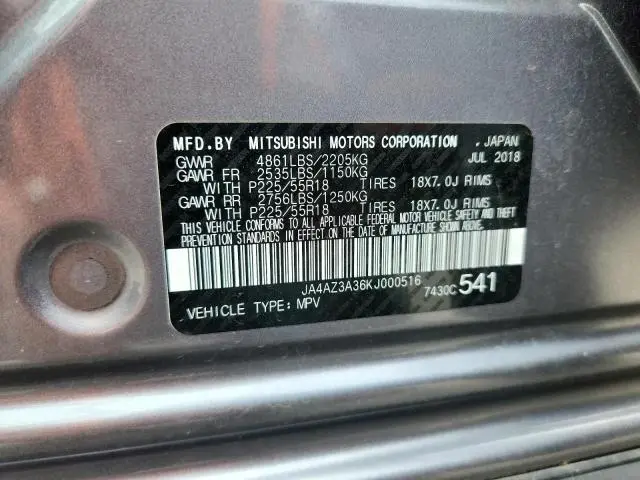 MFD.BY MITSUBISHI MOTORS CORPORATION . JAPAN
GVWR 4861LBS/2205KG JUL 2018
GAWR FR 2535LBS/1150KG
WITH P225/55R18 TIRES 18X7.0J RIMS
GAWR RR 2756LBS/1250KG
WITH P225/55R18 TIRES 18X7.0J RIMS
THIS VEHICLE CONFORMS TO ALL APPLICABLE FEDERAL MOTOR VEHICLE SAFETY AND THEFT
PREVENTION STANDARDS IN EFFECT ON THE DATE OF MANUFACTURE SHOWN ABOVE.
JA4AZ3A36KJ000516 7430C 541
VEHICLE TYPE: MPV